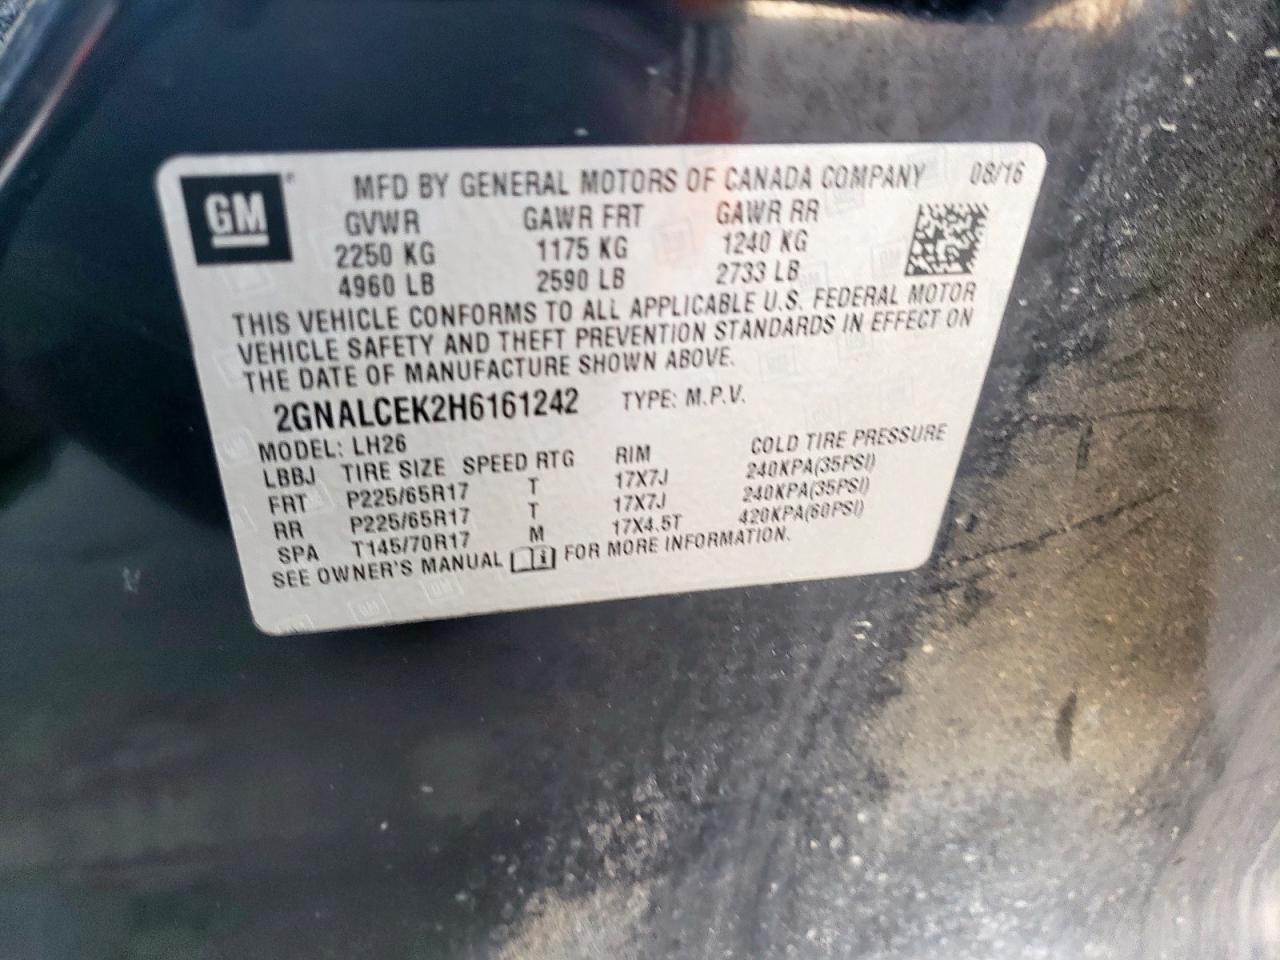 GM
MFD BY GENERAL MOTORS OF CANADA COMPANY 08/16
GVWR GAWR FRT GAWR RR
2250 KG 1175 KG 1240 KG
4960 LB 2590 LB 2733 LB
THIS VEHICLE CONFORMS TO ALL APPLICABLE U.S. FEDERAL MOTOR
VEHICLE SAFETY AND THEFT PREVENTION STANDARDS IN EFFECT ON
THE DATE OF MANUFACTURE SHOWN ABOVE.
2GNALCEK2H6161242 TYPE: M.P.V.
MODEL: LH26
LBBJ TIRE SIZE SPEED RTG RIM COLD TIRE PRESSURE
FRT P225/65R17 T 17X7J 240KPA(35PSI)
RR P225/65R17 T 17X7J 240KPA(35PSI)
SPA T145/70R17 M 17X4.5T 420KPA(60PSI)
SEE OWNER'S MANUAL FOR MORE INFORMATION.